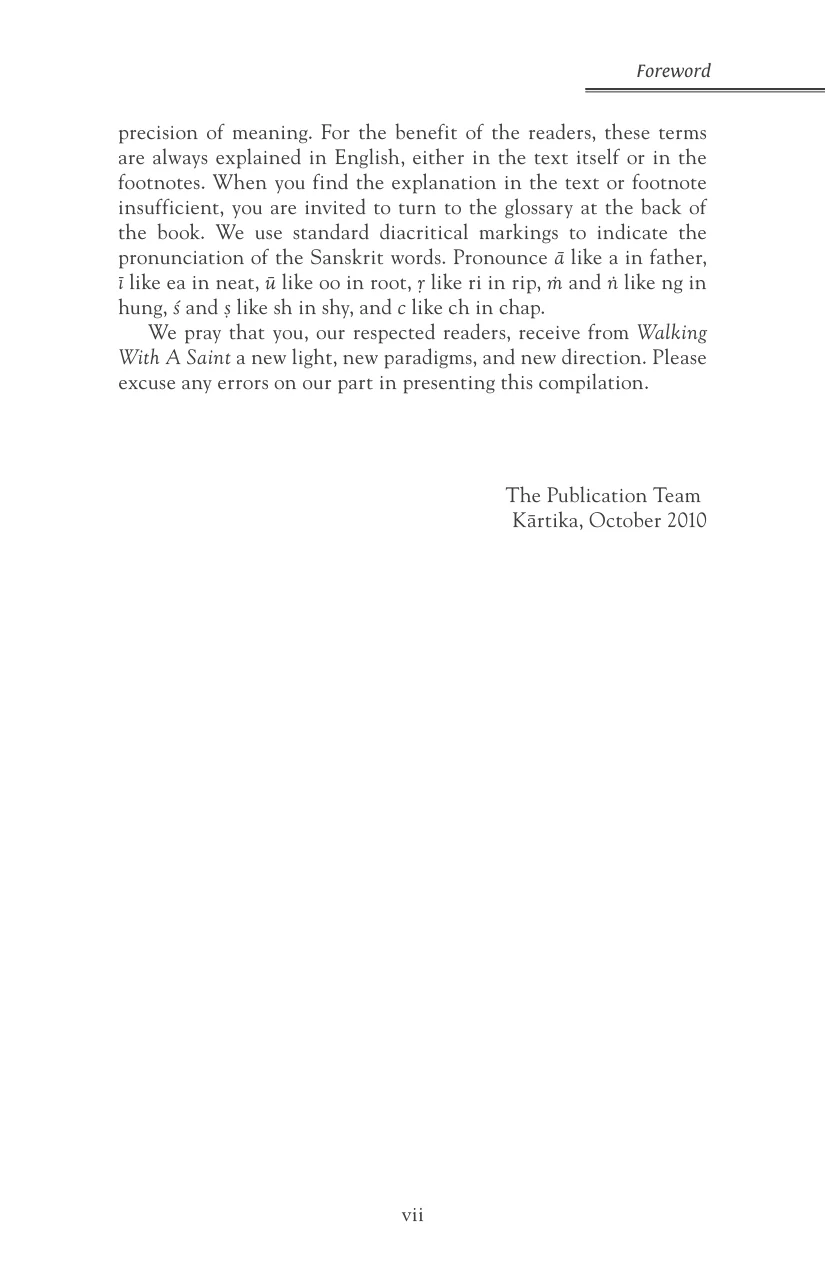 Foreword
precision of meaning. For the benefit of the readers, these terms
are always explained in English, either in the text itself or in the
footnotes. When you find the explanation in the text or footnote
insufficient, you are invited to turn to the glossary at the back of
the book. We use standard diacritical markings to indicate the
pronunciation of the Sanskrit words. Pronounce ā like a in father,
ī like ea in neat, ū like oo in root, ṛ like ri in rip, ṁ and ṅ like ng in
hung, ś and ṣ like sh in shy, and c like ch in chap.
We pray that you, our respected readers, receive from Walking
With A Saint a new light, new paradigms, and new direction. Please
excuse any errors on our part in presenting this compilation.
The Publication Team
Kārtika, October 2010
vii